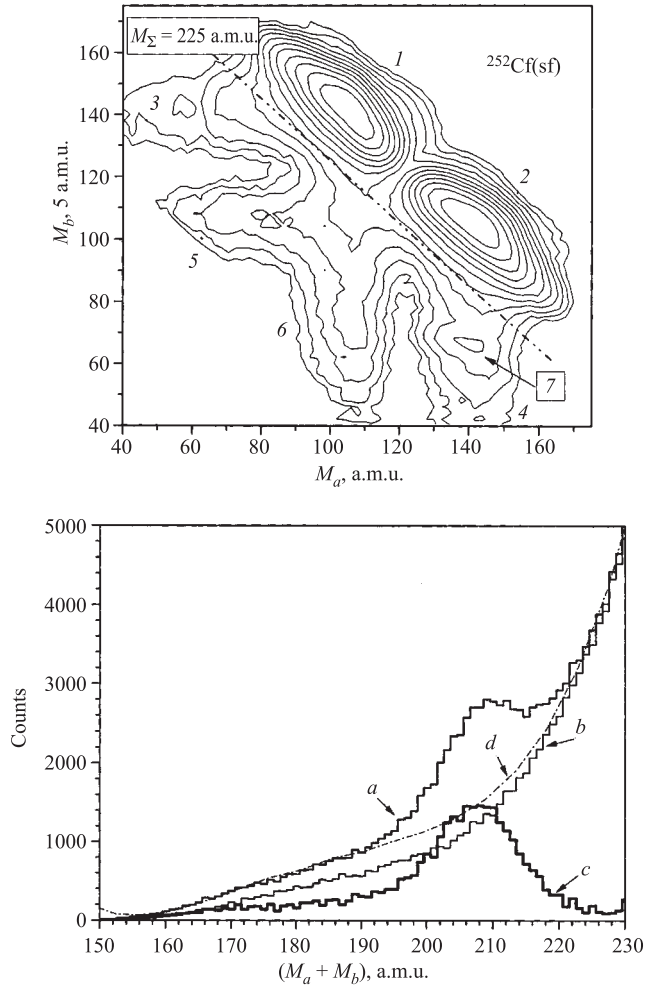 M_Σ = 225 a.m.u.
²⁵²Cf(sf)
1
2
3
4
5
6
7
M_b, 5 a.m.u.
160
140
120
100
80
60
40
40 60 80 100 120 140 160
M_a, a.m.u.
5000
4000
3000
2000
1000
0
Counts
a
d
b
c
150 160 170 180 190 200 210 220 230
(M_a + M_b), a.m.u.